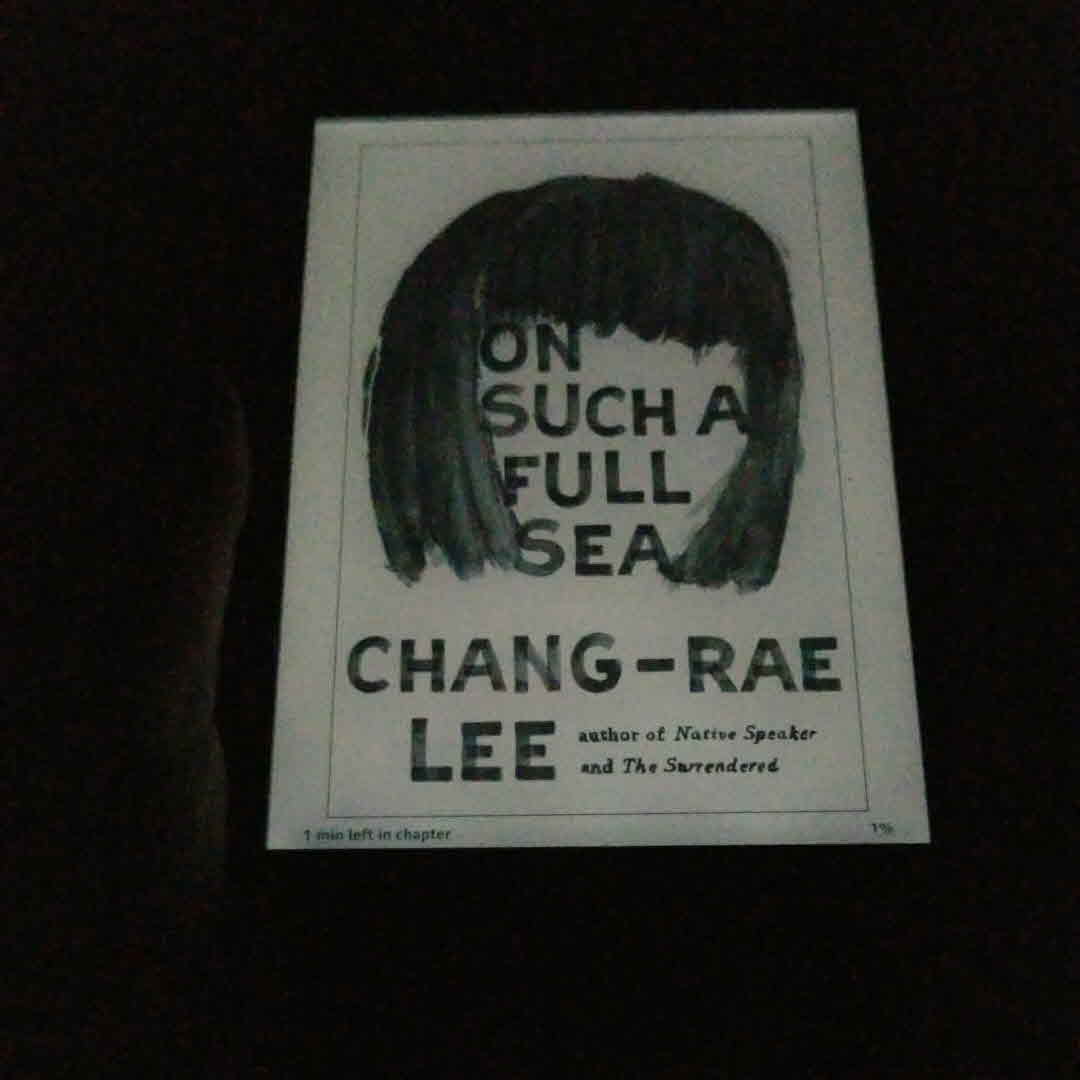 ON
SUCH A
FULL
SEA
CHANG-RAE
LEE
author of Native Speaker
and The Surrendered
1 min left in chapter
1%